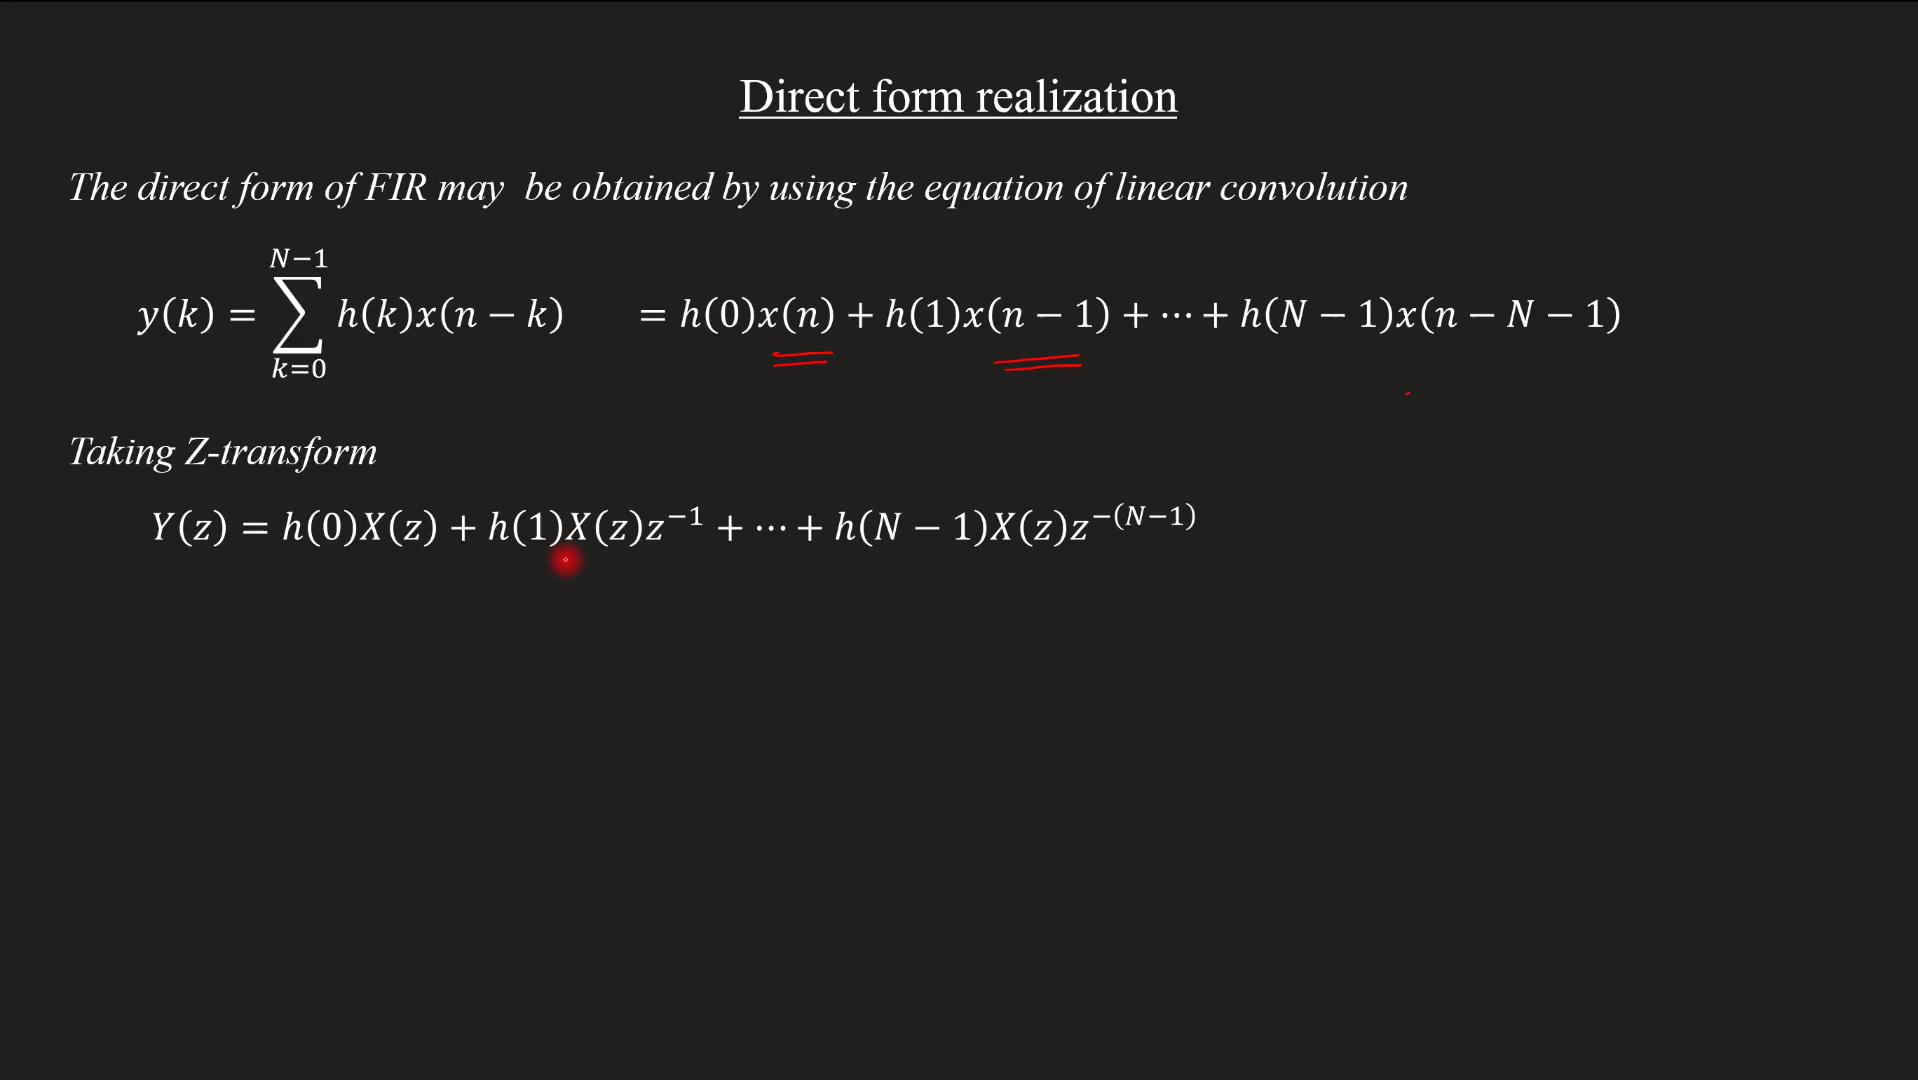 Direct form realization
The direct form of FIR may be obtained by using the equation of linear convolution
y(k) = \sum_{k=0}^{N-1} h(k)x(n − k) = h(0)x(n) + h(1)x(n − 1) + ⋯ + h(N − 1)x(n − N − 1)
Taking Z-transform
Y(z) = h(0)X(z) + h(1)X(z)z^{−1} + ⋯ + h(N − 1)X(z)z^{−(N−1)}